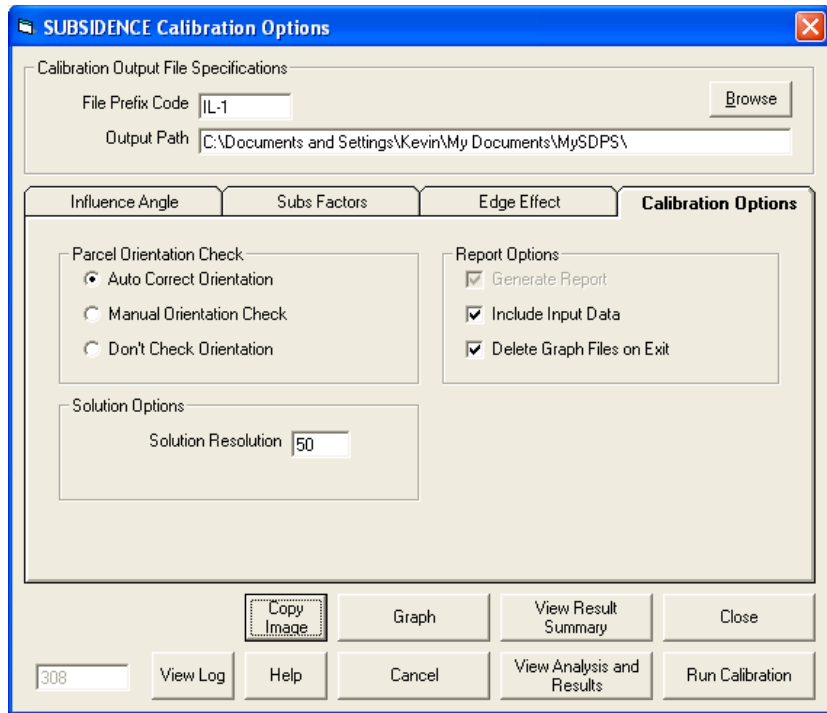 SUBSIDENCE Calibration Options
Calibration Output File Specifications
File Prefix Code IL-1
Browse
Output Path C:\Documents and Settings\Kevin\My Documents\MySDPS\
Influence Angle Subs Factors Edge Effect Calibration Options
Parcel Orientation Check
Auto Correct Orientation
Manual Orientation Check
Don't Check Orientation
Report Options
Generate Report
Include Input Data
Delete Graph Files on Exit
Solution Options
Solution Resolution 50
Copy
Image
Graph
View Result
Summary
Close
308
View Log
Help
Cancel
View Analysis and
Results
Run Calibration